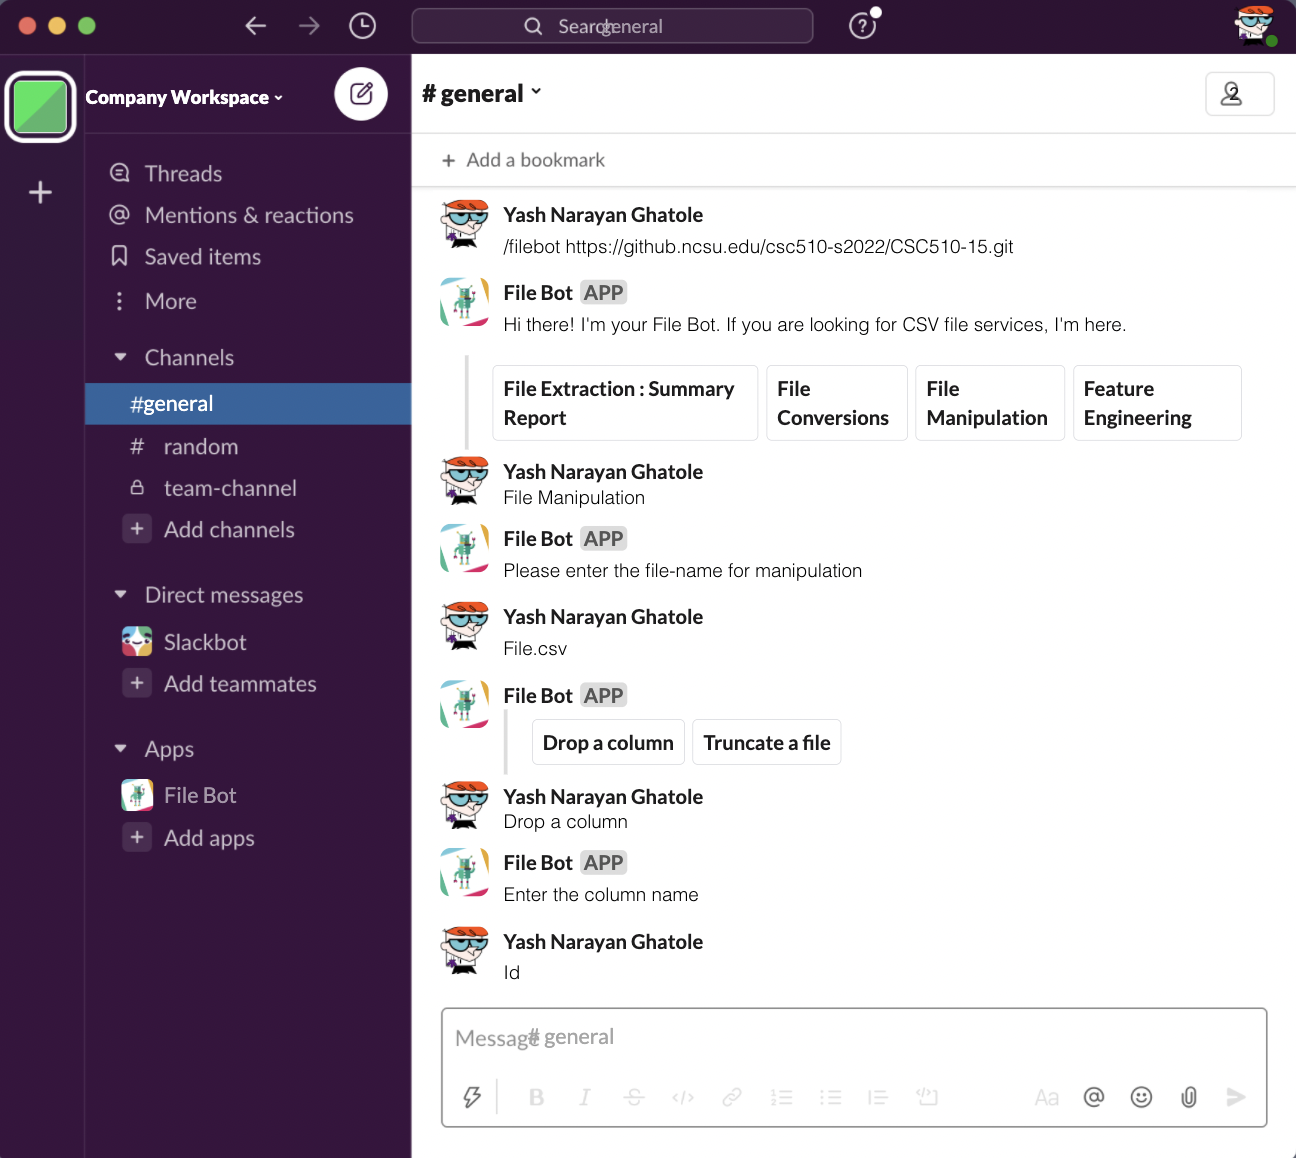 Search general
Company Workspace
# general
2
Threads
Mentions & reactions
Saved items
More
Channels
#general
# random
team-channel
+ Add channels
Direct messages
Slackbot
+ Add teammates
Apps
File Bot
+ Add apps
+ Add a bookmark
Yash Narayan Ghatole
/filebot https://github.ncsu.edu/csc510-s2022/CSC510-15.git
File Bot APP
Hi there! I'm your File Bot. If you are looking for CSV file services, I'm here.
File Extraction : Summary
Report
File
Conversions
File
Manipulation
Feature
Engineering
Yash Narayan Ghatole
File Manipulation
File Bot APP
Please enter the file-name for manipulation
Yash Narayan Ghatole
File.csv
File Bot APP
Drop a column
Truncate a file
Yash Narayan Ghatole
Drop a column
File Bot APP
Enter the column name
Yash Narayan Ghatole
Id
Message # general
B I S </> Aa @